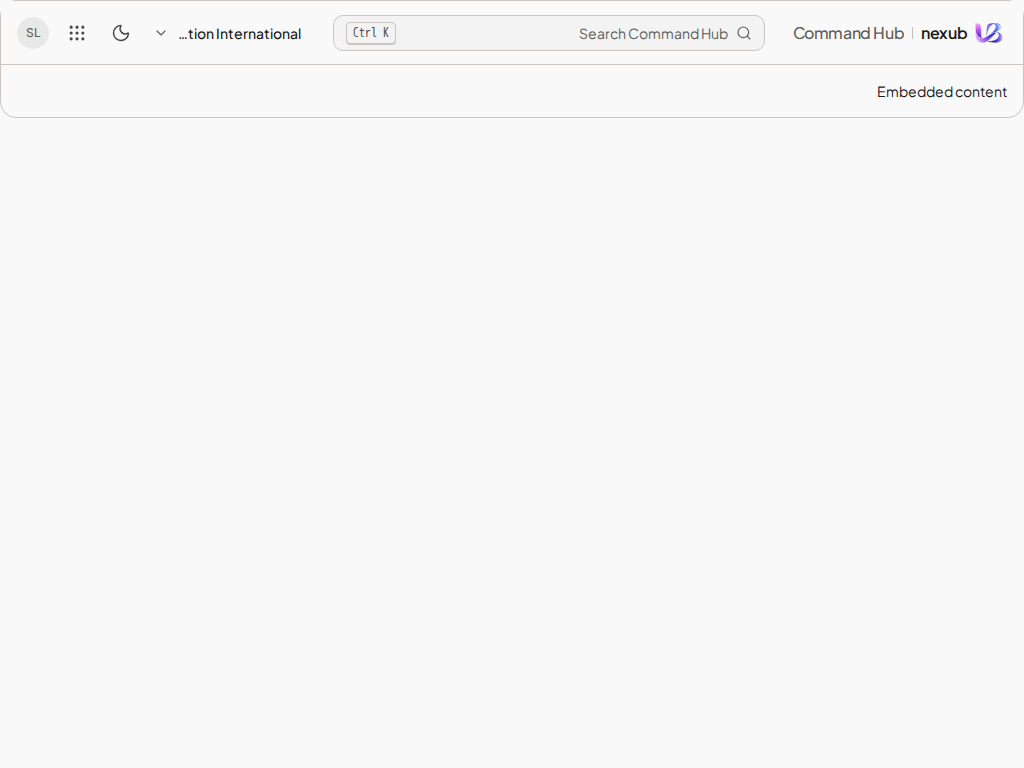 nexub | Command Hub
Search Command Hub
Ctrl K
…tion International
SL
Embedded content